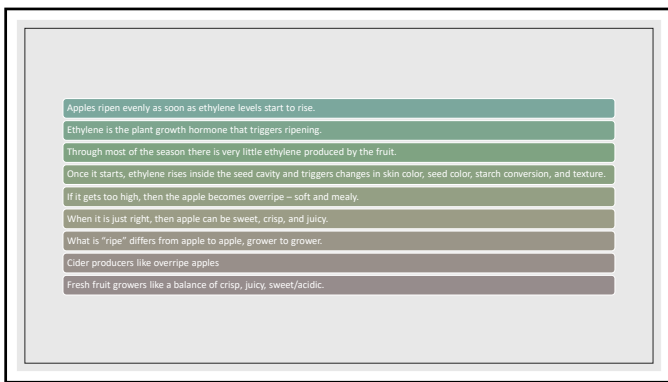 Apples ripen evenly as soon as ethylene levels start to rise.
Ethylene is the plant growth hormone that triggers ripening.
Through most of the season there is very little ethylene produced by the fruit.
Once it starts, ethylene rises inside the seed cavity and triggers changes in skin color, seed color, starch conversion, and texture.
If it gets too high, then the apple becomes overripe – soft and mealy.
When it is just right, then apple can be sweet, crisp, and juicy.
What is “ripe” differs from apple to apple, grower to grower.
Cider producers like overripe apples
Fresh fruit growers like a balance of crisp, juicy, sweet/acidic.